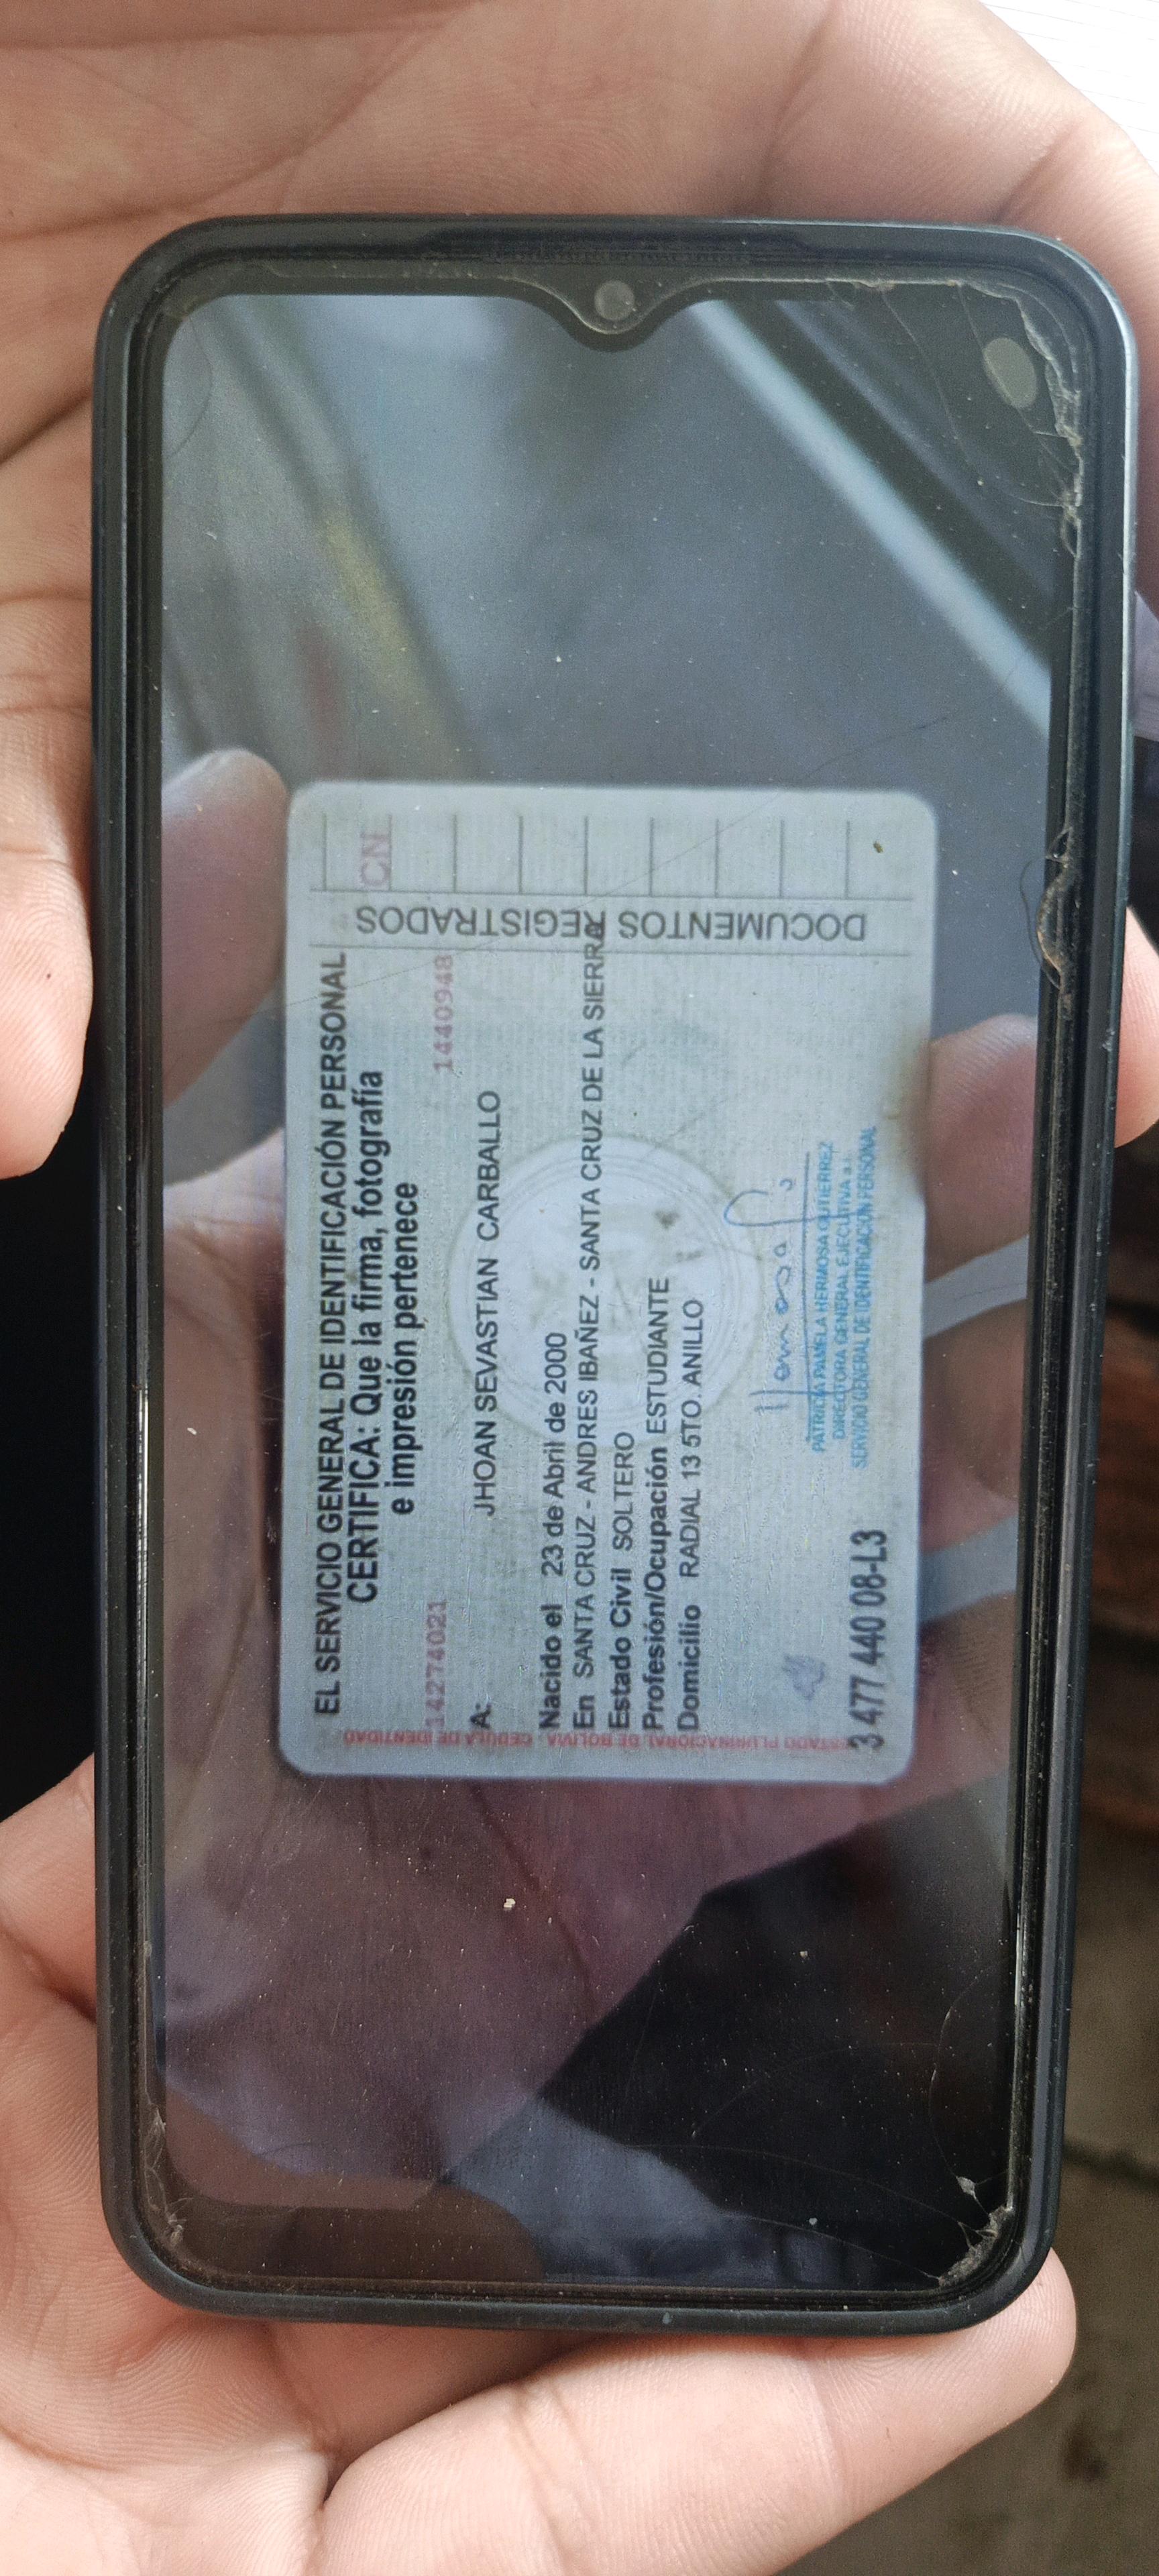 EL SERVICIO GENERAL DE IDENTIFICACIÓN PERSONAL
CERTIFICA: Que la firma, fotografía
e impresión pertenece
14274021 1440948
A: JHOAN SEVASTIAN CARBALLO
Nacido el 23 de Abril de 2000
En SANTA CRUZ - ANDRES IBAÑEZ - SANTA CRUZ DE LA SIERRA
Estado Civil SOLTERO
Profesión/Ocupación ESTUDIANTE
Domicilio RADIAL 13 5TO. ANILLO
PATRICIA PAMELA HERMOSA GUTIERREZ
DIRECTORA GENERAL EJECUTIVA a.i.
SERVICIO GENERAL DE IDENTIFICACIÓN PERSONAL
3 477 440 08-L3
DOCUMENTOS REGISTRADOS
CN
ESTADO PLURINACIONAL DE BOLIVIA CEDULA DE IDENTIDAD